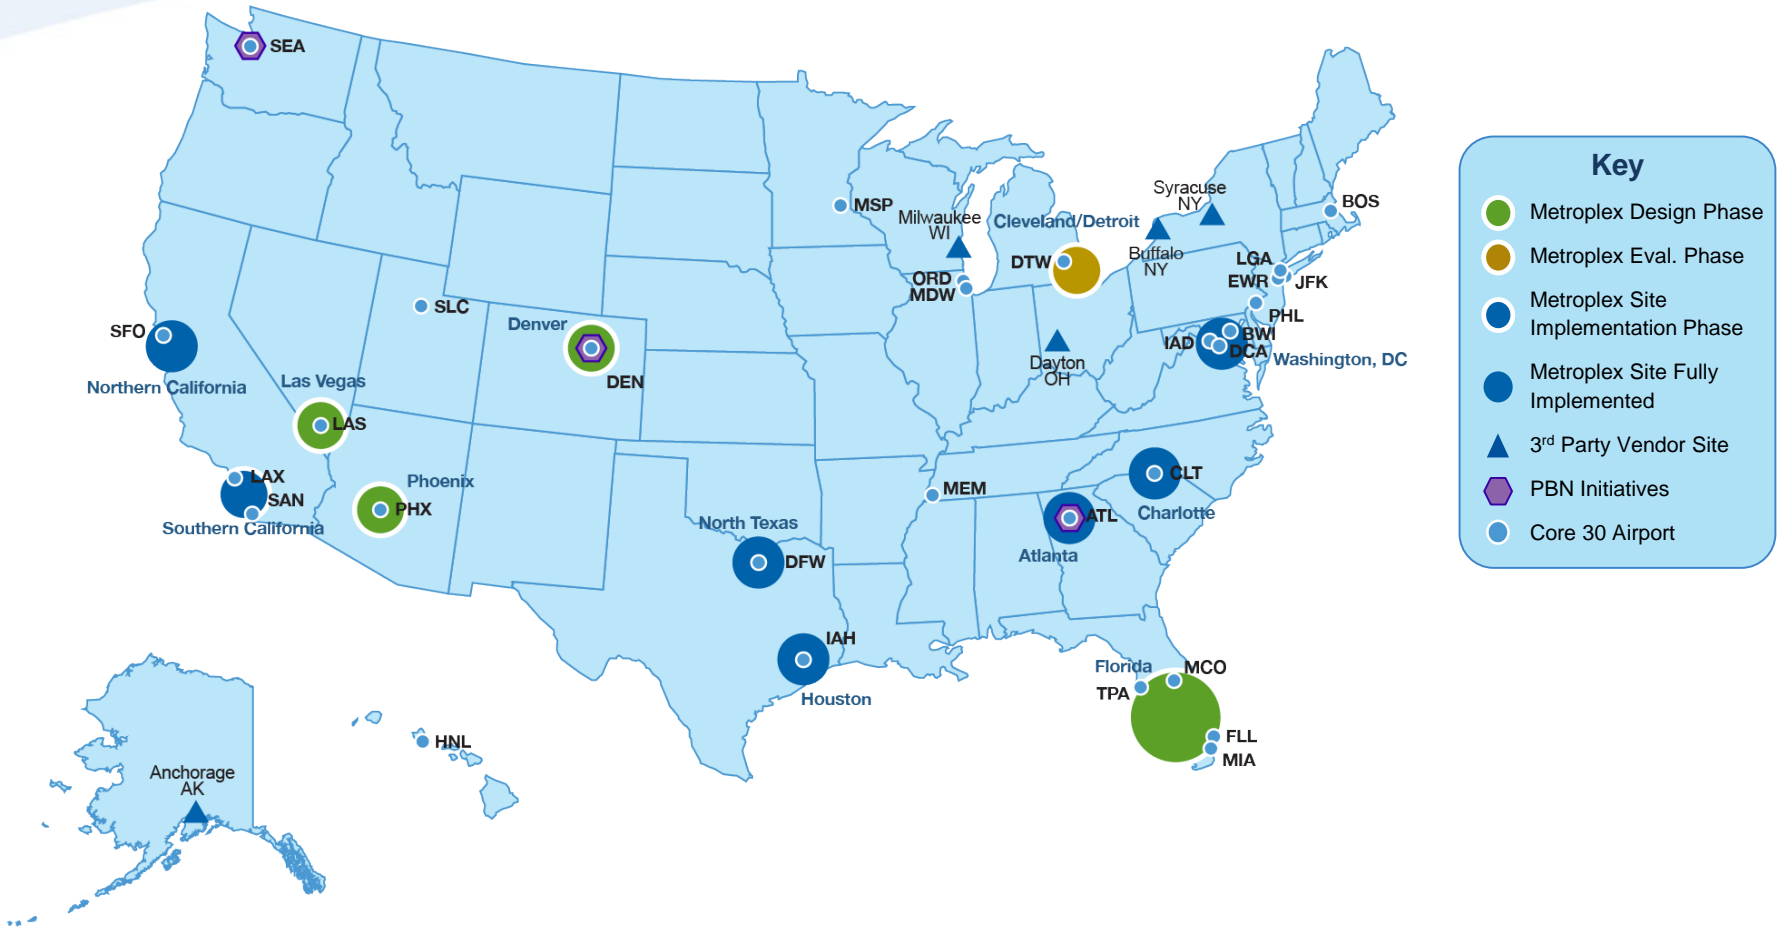 SEA
MSP
Milwaukee
WI
Cleveland/Detroit
DTW
Syracuse
NY
Buffalo
NY
BOS
LGA
EWR
JFK
PHL
ORD
MDW
SLC
SFO
Northern California
Denver
DEN
Las Vegas
LAS
IAD
BWI
DCA
Washington, DC
Dayton
OH
LAX
SAN
Southern California
Phoenix
PHX
MEM
CLT
Charlotte
ATL
Atlanta
North Texas
DFW
IAH
Houston
Florida
MCO
TPA
FLL
MIA
HNL
Anchorage
AK
Key
Metroplex Design Phase
Metroplex Eval. Phase
Metroplex Site
Implementation Phase
Metroplex Site Fully
Implemented
3rd Party Vendor Site
PBN Initiatives
Core 30 Airport